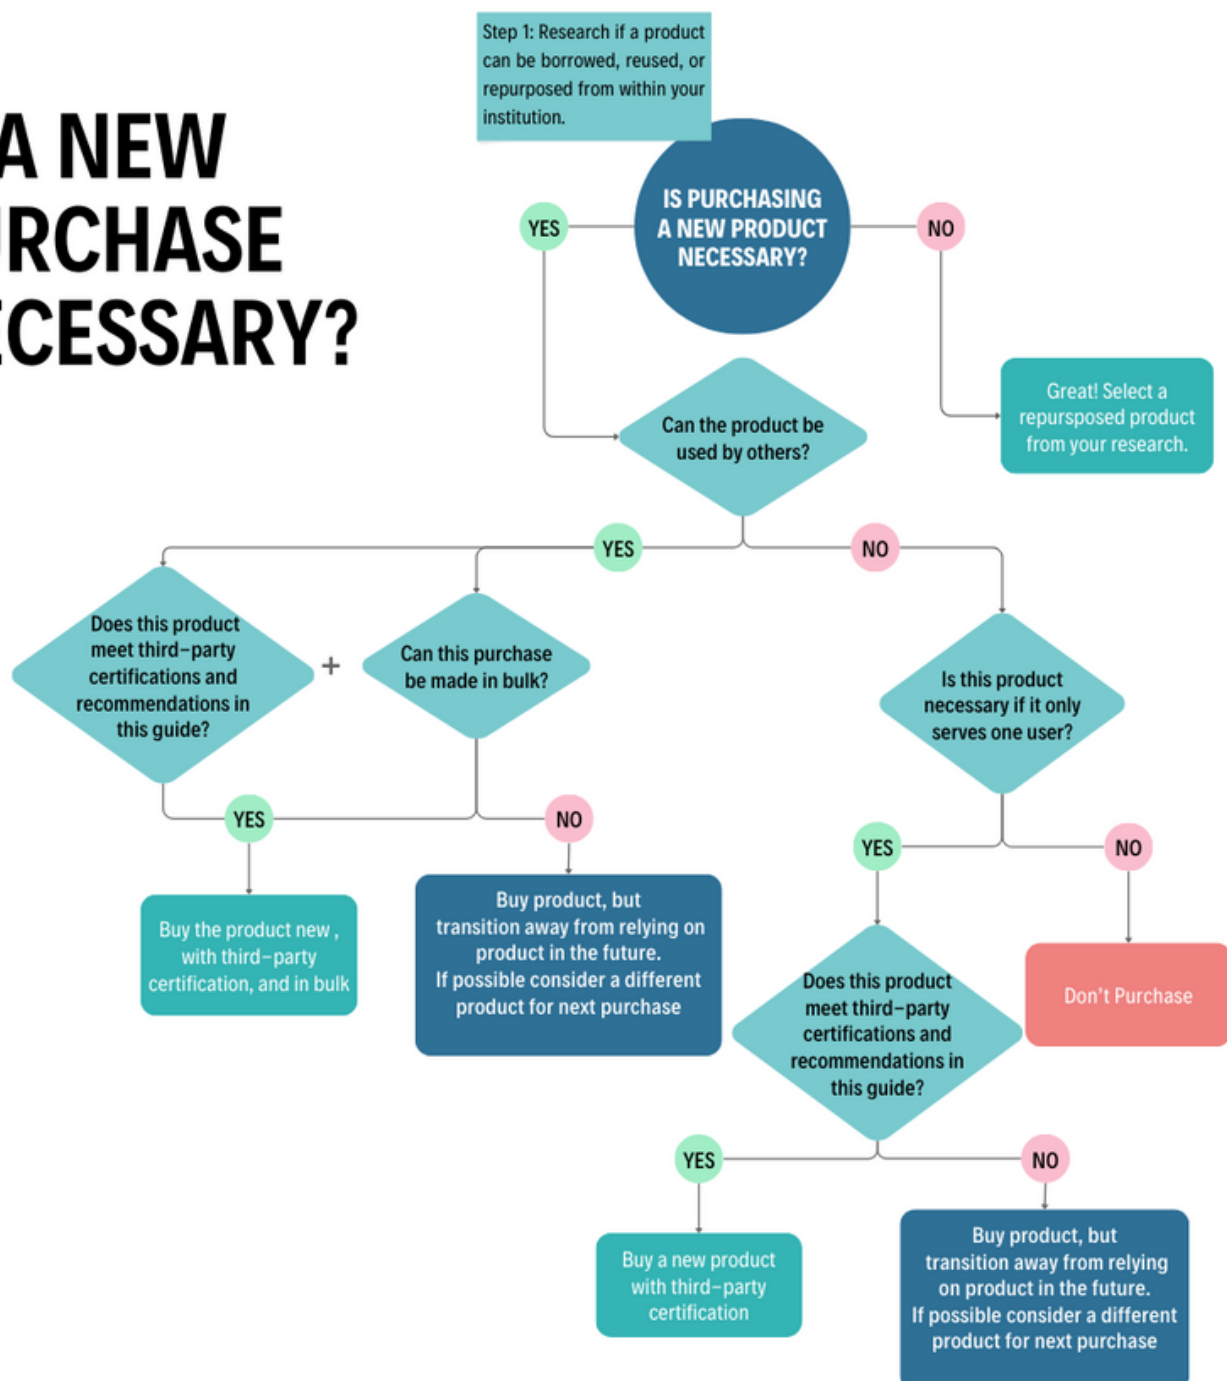 Step 1: Research if a product
can be borrowed, reused, or
repurposed from within your
institution.
A NEW
URCHASE
ECESSARY?
IS PURCHASING
A NEW PRODUCT
NECESSARY?
YES
NO
Great! Select a
repursposed product
from your research.
Can the product be
used by others?
YES
NO
Does this product
meet third-party
certifications and
recommendations in
this guide?
+
Can this purchase
be made in bulk?
Is this product
necessary if it only
serves one user?
YES
NO
Buy the product new ,
with third-party
certification, and in bulk
Buy product, but
transition away from relying on
product in the future.
If possible consider a different
product for next purchase
YES
NO
Don't Purchase
Does this product
meet third-party
certifications and
recommendations in
this guide?
YES
NO
Buy a new product
with third-party
certification
Buy product, but
transition away from relying
on product in the future.
If possible consider a different
product for next purchase